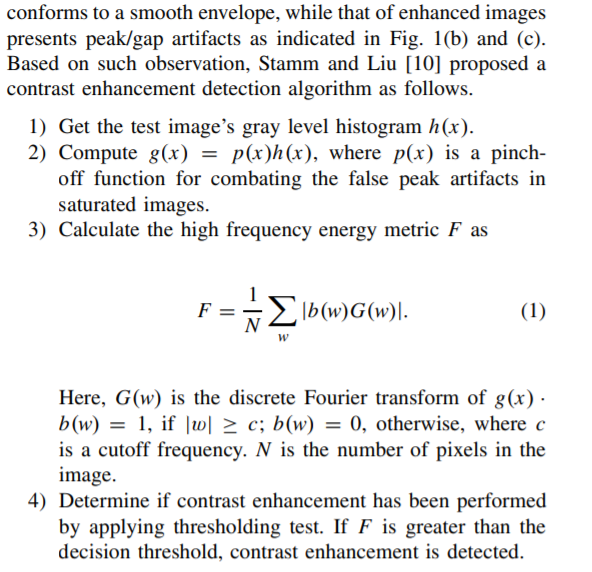 conforms to a smooth envelope, while that of enhanced images
presents peak/gap artifacts as indicated in Fig. 1(b) and (c).
Based on such observation, Stamm and Liu [10] proposed a
contrast enhancement detection algorithm as follows.
1) Get the test image's gray level histogram h(x).
2) Compute g(x) = p(x)h(x), where p(x) is a pinch-
off function for combating the false peak artifacts in
saturated images.
3) Calculate the high frequency energy metric F as
F = 1/N ∑_w |b(w)G(w)|. (1)
Here, G(w) is the discrete Fourier transform of g(x) ·
b(w) = 1, if |w| ≥ c; b(w) = 0, otherwise, where c
is a cutoff frequency. N is the number of pixels in the
image.
4) Determine if contrast enhancement has been performed
by applying thresholding test. If F is greater than the
decision threshold, contrast enhancement is detected.